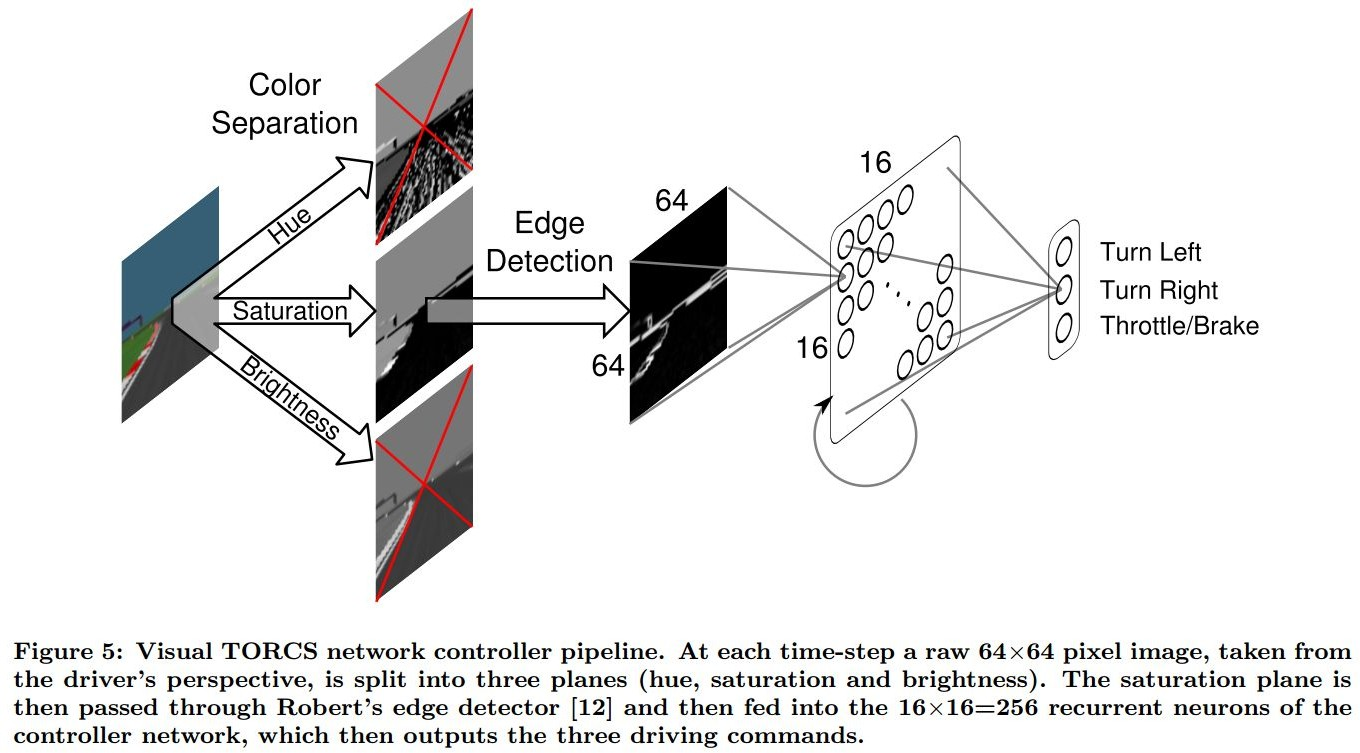 Color
Separation
Hue
Saturation
Brightness
Edge
Detection
64
64
16
16
Turn Left
Turn Right
Throttle/Brake
Figure 5: Visual TORCS network controller pipeline. At each time-step a raw 64×64 pixel image, taken from
the driver's perspective, is split into three planes (hue, saturation and brightness). The saturation plane is
then passed through Robert's edge detector [12] and then fed into the 16×16=256 recurrent neurons of the
controller network, which then outputs the three driving commands.